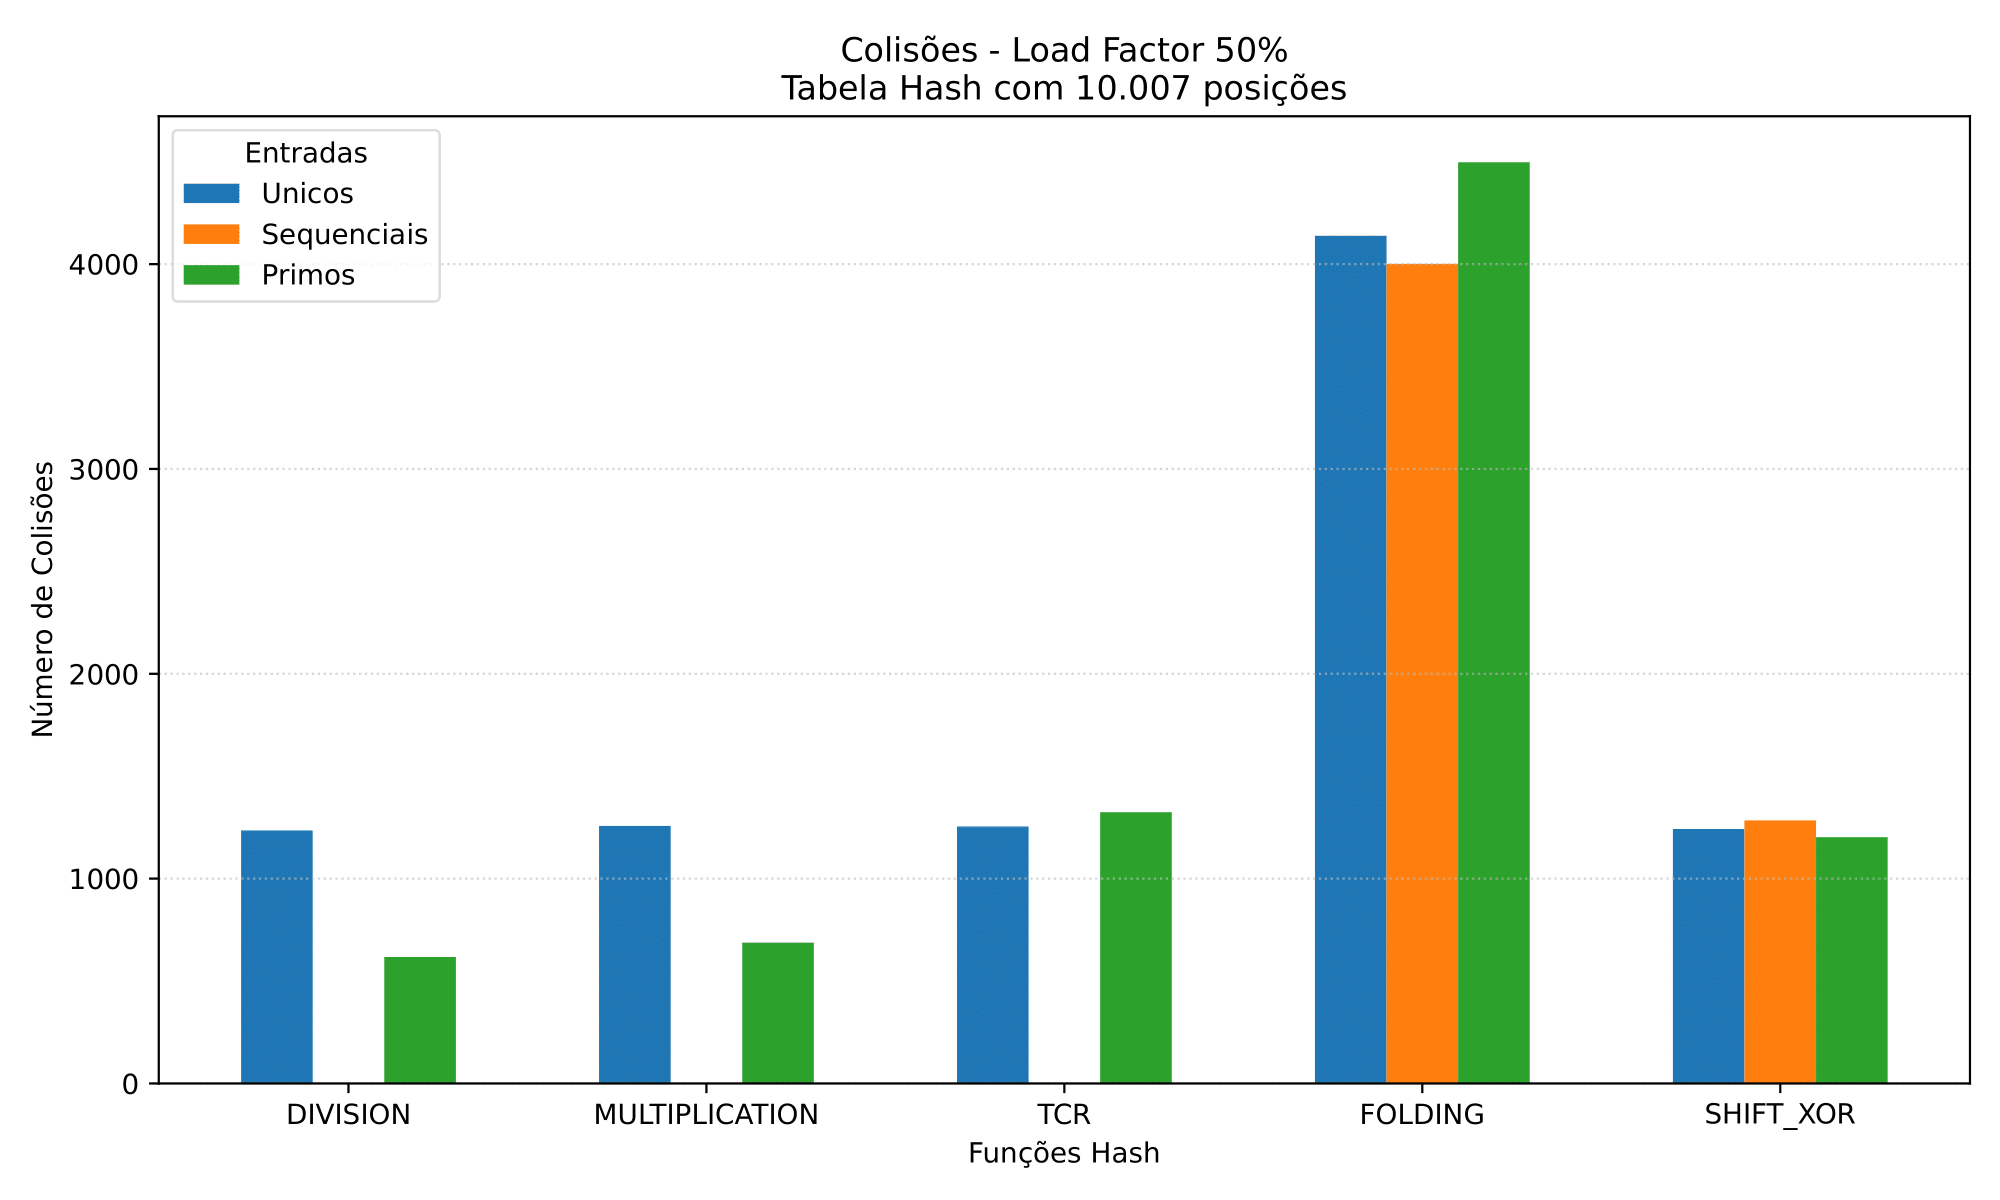 Colisões - Load Factor 50%
Tabela Hash com 10.007 posições
Entradas
Unicos
Sequenciais
Primos
Número de Colisões
4000
3000
2000
1000
0
DIVISION
MULTIPLICATION
TCR
FOLDING
SHIFT_XOR
Funções Hash